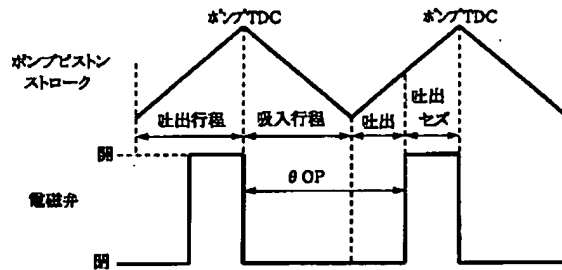 ポンプTDC
ポンプTDC
ポンプピストン
ストローク
吐出行程
吸入行程
吐出
吐出
セズ
開
θOP
電磁弁
閉